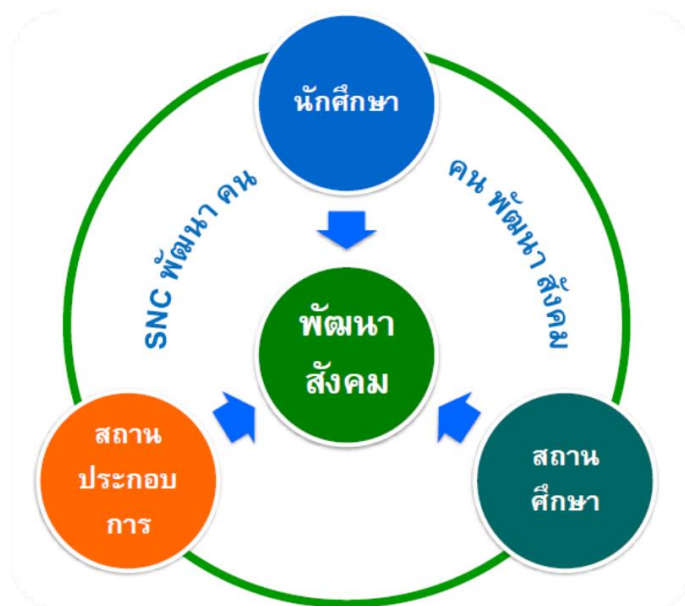 นักศึกษา
SNC พัฒนา คน
คน พัฒนา สังคม
พัฒนา
สังคม
สถาน
ประกอบ
การ
สถาน
ศึกษา